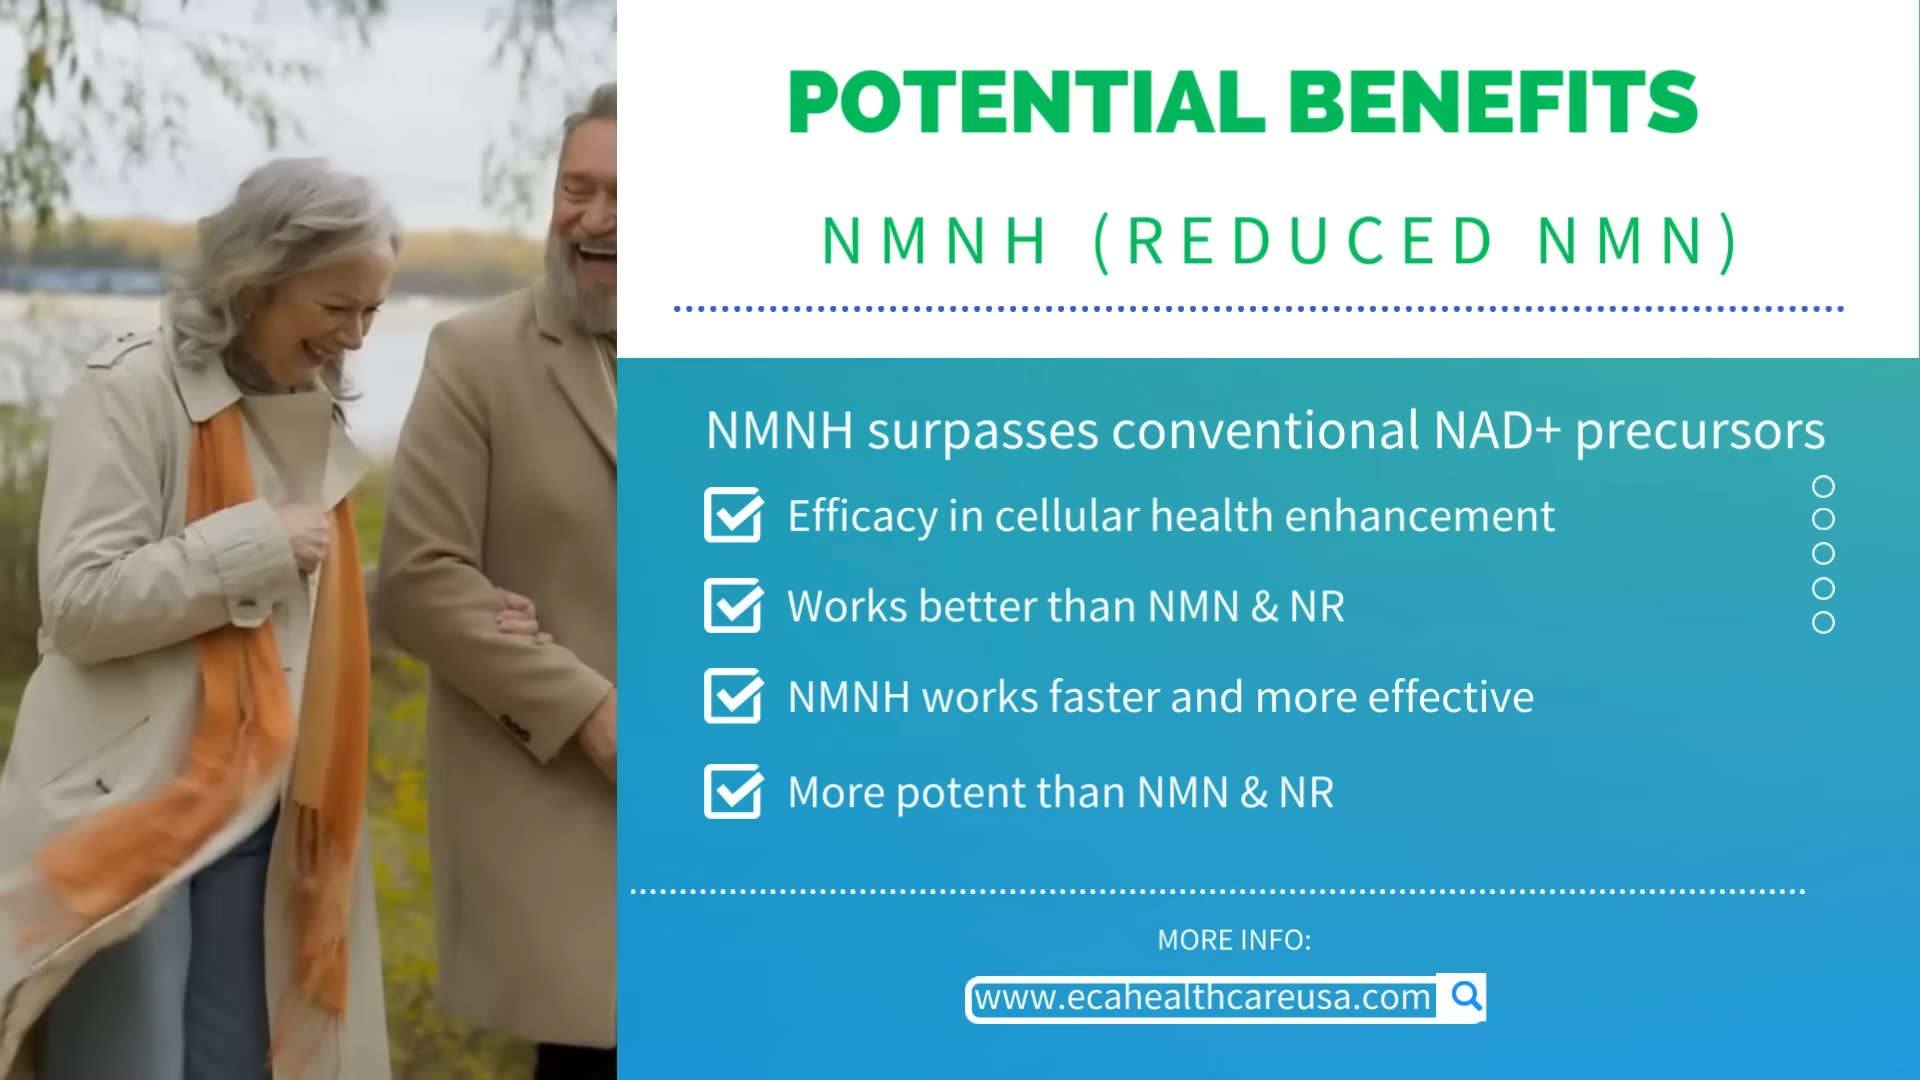 POTENTIAL BENEFITS
NMNH (REDUCED NMN)
NMNH surpasses conventional NAD+ precursors
Efficacy in cellular health enhancement
Works better than NMN & NR
NMNH works faster and more effective
More potent than NMN & NR
MORE INFO:
www.ecahealthcareusa.com